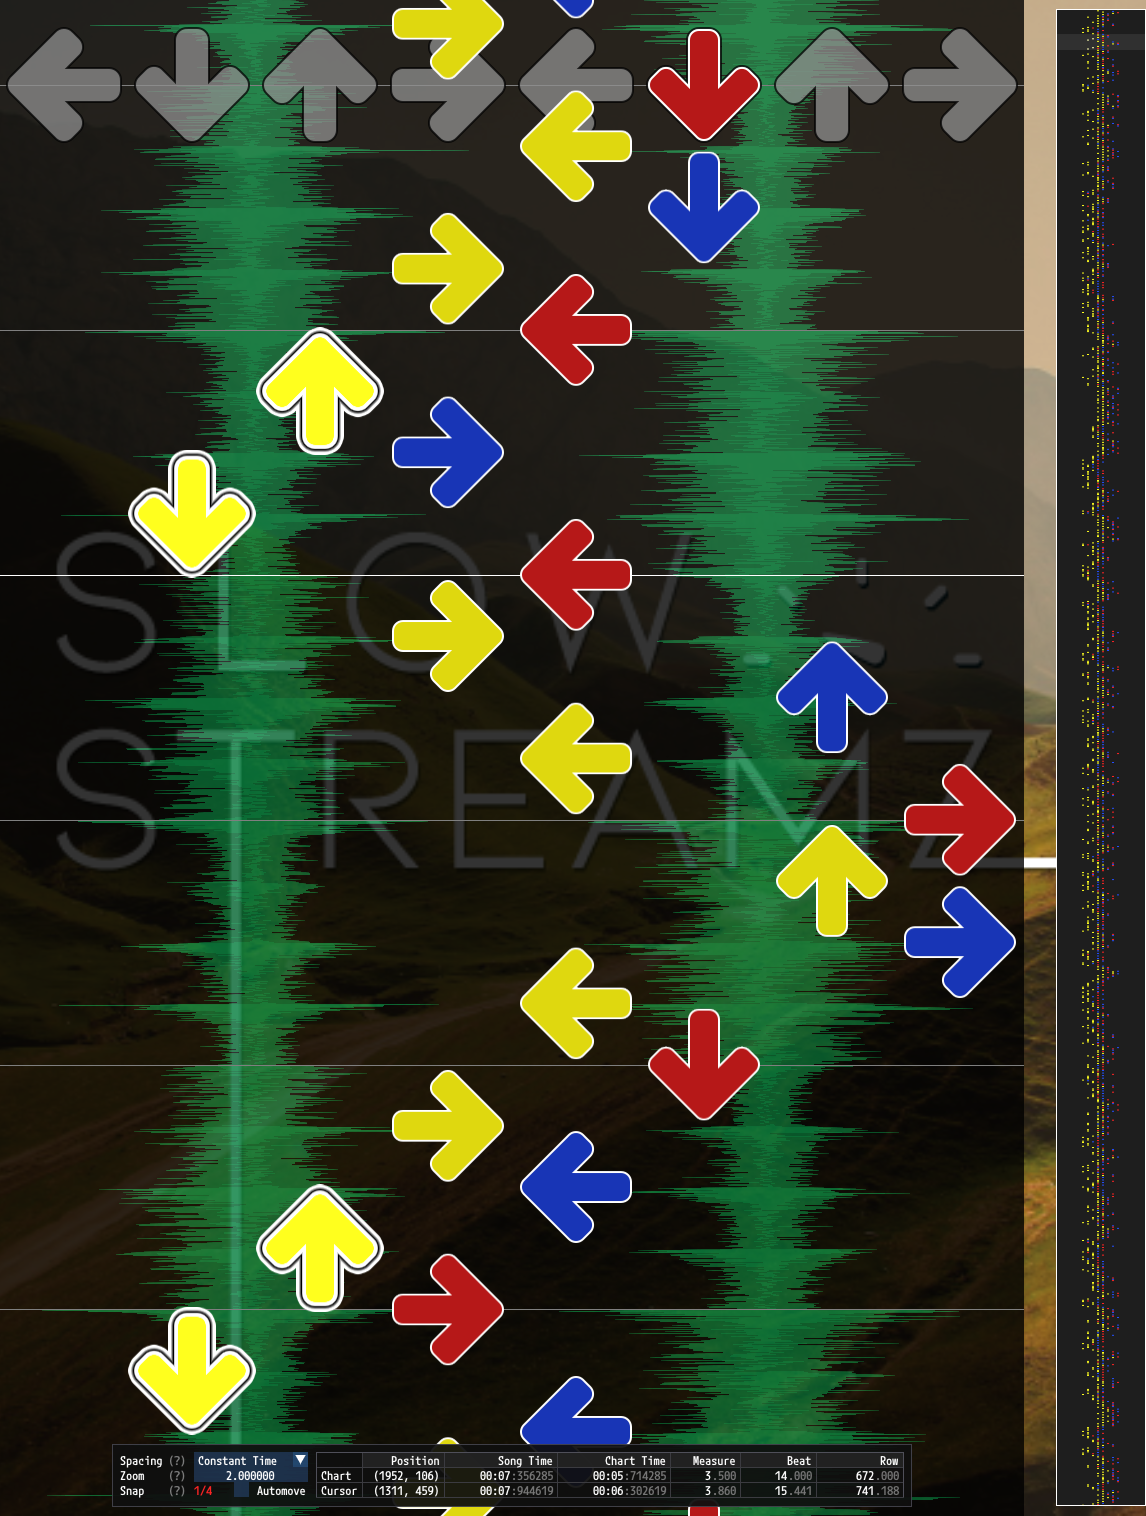 SLOW
STREAMZ
Spacing (?) Constant Time
Zoom (?) 2.000000
Snap (?) 1/4 Automove
Position Song Time Chart Time Measure Beat Row
Chart (1952, 106) 00:07:356285 00:05:714285 3.500 14.000 672.000
Cursor (1311, 459) 00:07:944619 00:06:302619 3.860 15.441 741.188